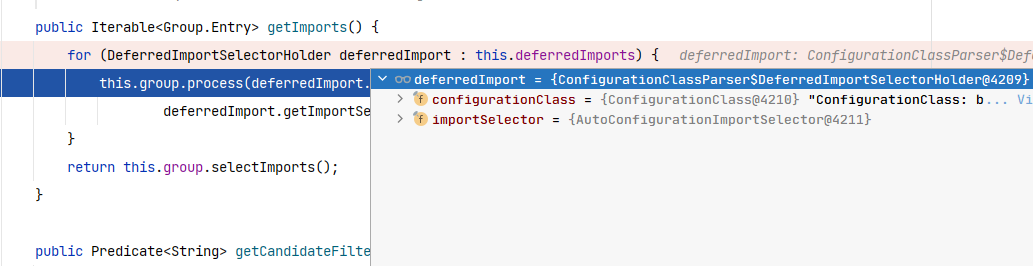 public Iterable<Group.Entry> getImports() {
for (DeferredImportSelectorHolder deferredImport : this.deferredImports) { deferredImport: ConfigurationClassParser$Def
this.group.process(deferredImport.
deferredImport = {ConfigurationClassParser$DeferredImportSelectorHolder@4209}
configurationClass = {ConfigurationClass@4210} "ConfigurationClass: b... Vi
deferredImport.getImportSe
importSelector = {AutoConfigurationImportSelector@4211}
}
return this.group.selectImports();
}
public Predicate<String> getCandidateFilte